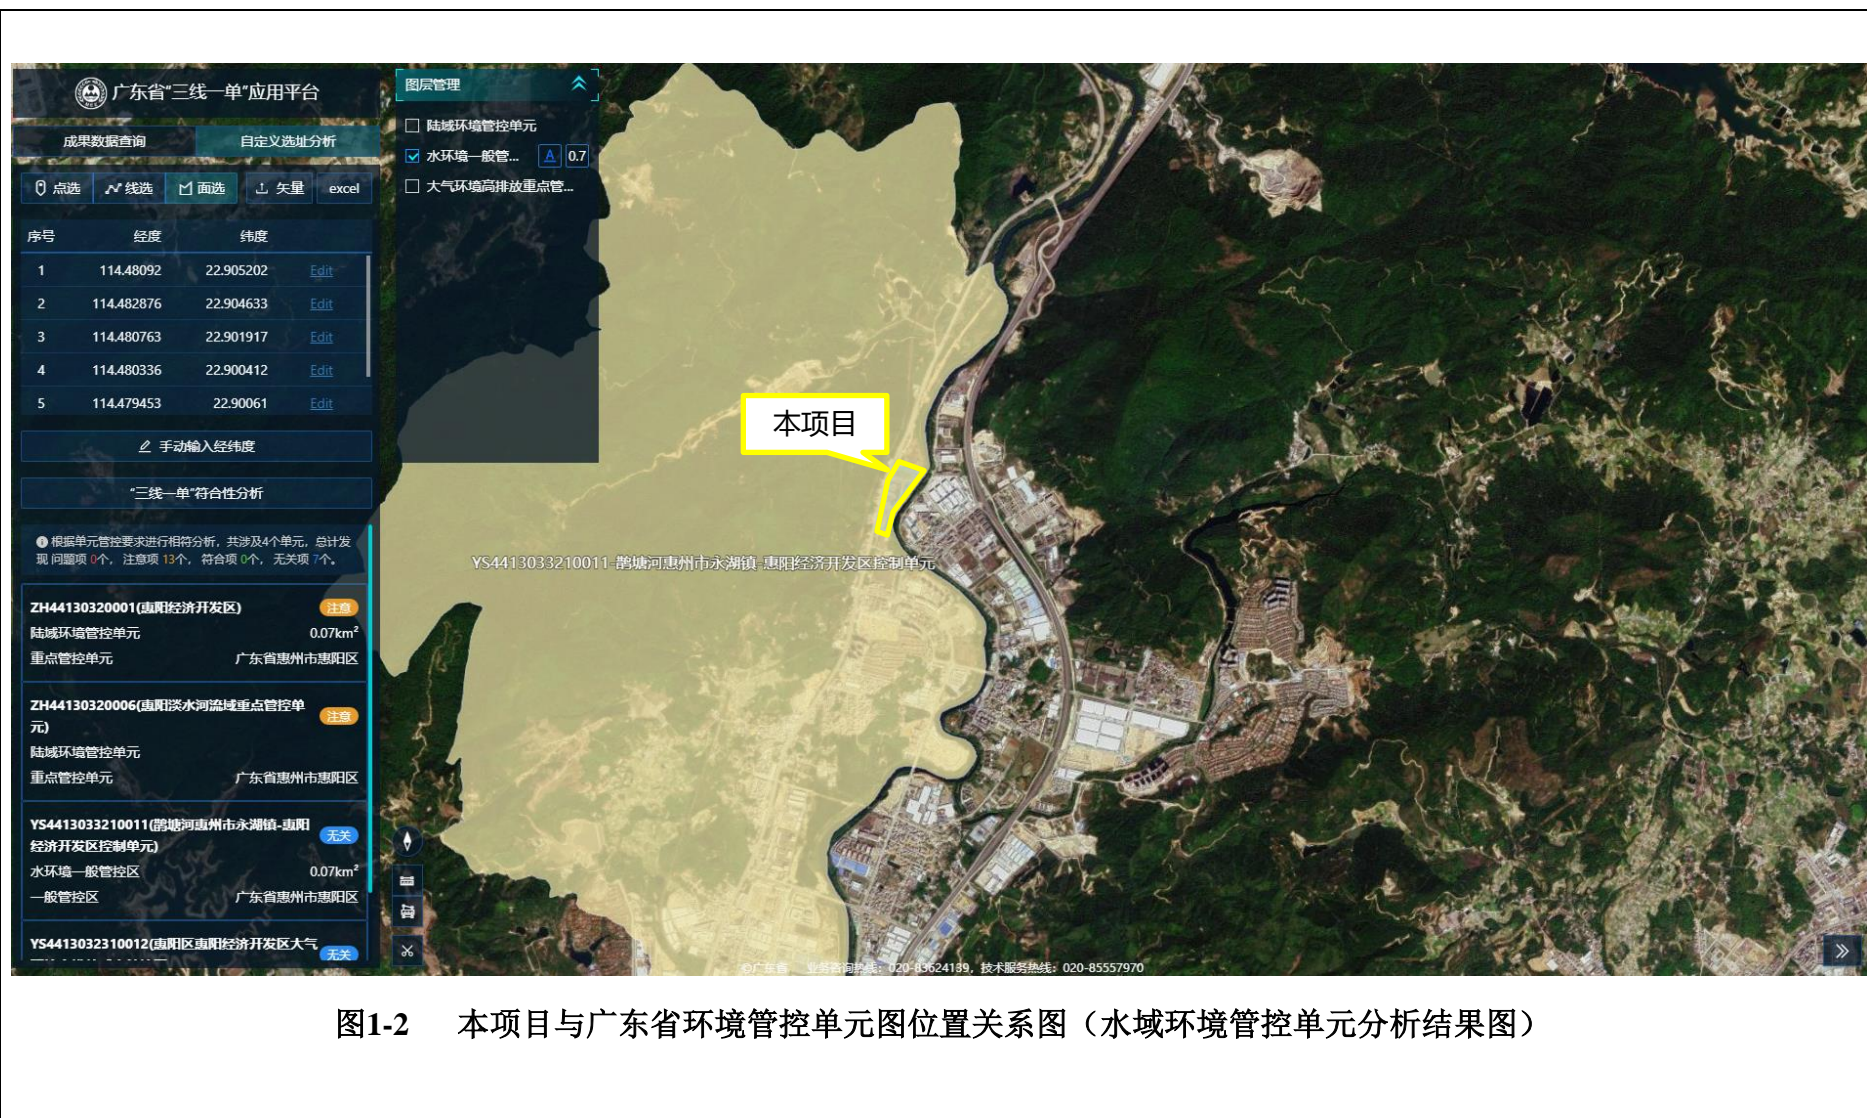 广东省“三线一单”应用平台
成果数据查询
自定义选址分析
点选
线选
面选
矢量
excel
序号 经度 纬度
1 114.48092 22.905202 Edit
2 114.482876 22.904633 Edit
3 114.480763 22.901917 Edit
4 114.480336 22.900412 Edit
5 114.479453 22.90061 Edit
手动输入经纬度
“三线一单”符合性分析
根据单元管控要求进行相符分析，共涉及4个单元，总计发
现 问题项 0个， 注意项 13个， 符合项 0个， 无关项 7个。
ZH44130320001(惠阳经济开发区)
注意
陆域环境管控单元 0.07km²
重点管控单元 广东省惠州市惠阳区
ZH44130320006(惠阳淡水河流域重点管控单
元)
注意
陆域环境管控单元
重点管控单元 广东省惠州市惠阳区
YS4413033210011(鹊塘河惠州市永湖镇-惠阳
经济开发区控制单元)
无关
水环境一般管控区 0.07km²
一般管控区 广东省惠州市惠阳区
YS4413032310012(惠阳区惠阳经济开发区大气
无关
图层管理
陆域环境管控单元
水环境一般管...
A 0.7
大气环境高排放重点管...
本项目
YS4413033210011-鹊塘河惠州市永湖镇-惠阳经济开发区控制单元
©广东省 业务咨询热线：020-83624139，技术服务热线：020-85557970
图1-2 本项目与广东省环境管控单元图位置关系图（水域环境管控单元分析结果图）